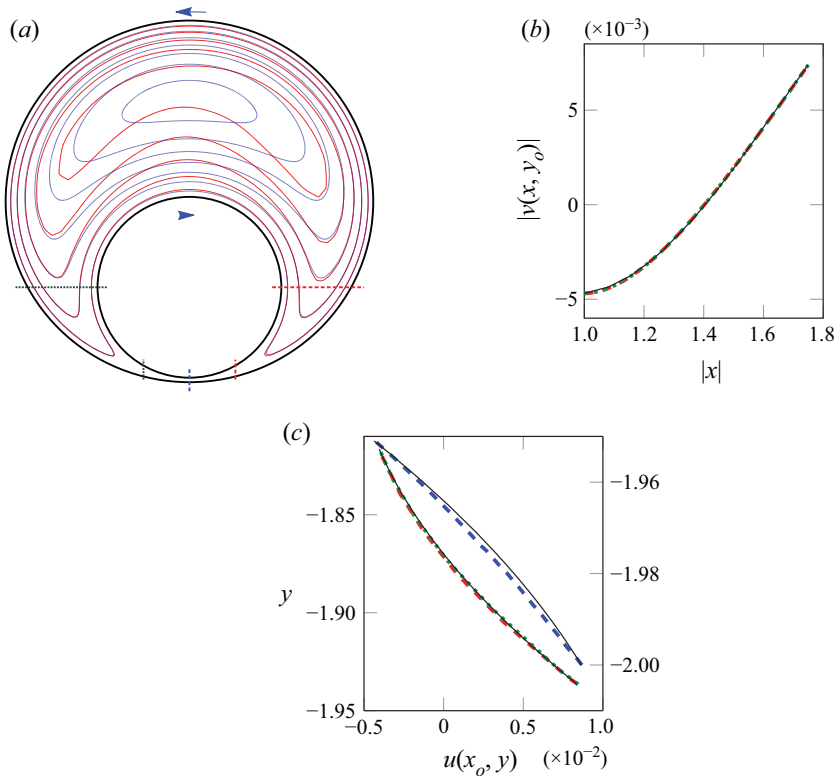 (a)
(b)
(×10−3)
5
0
−5
|v(x, yo)|
1.0 1.2 1.4 1.6 1.8
|x|
(c)
−1.85
−1.90
−1.95
y
−1.96
−1.98
−2.00
−0.5 0 0.5 1.0
u(xo, y) (×10−2)